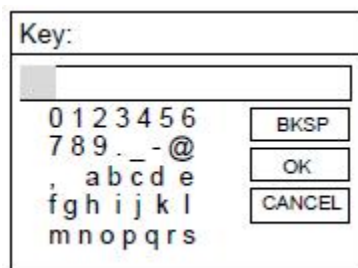 Key:
0 1 2 3 4 5 6
7 8 9 . _ - @
, a b c d e
f g h i j k l
m n o p q r s
BKSP
OK
CANCEL